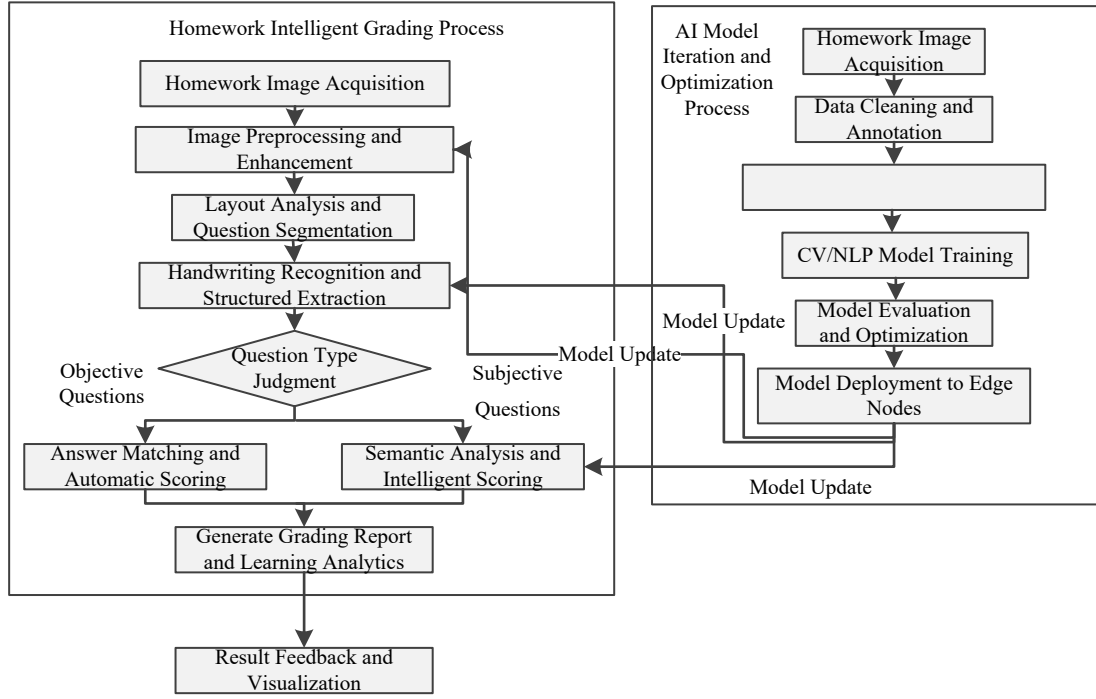 Homework Intelligent Grading Process
Homework Image Acquisition
Image Preprocessing and
Enhancement
Layout Analysis and
Question Segmentation
Handwriting Recognition and
Structured Extraction
Question Type
Judgment
Objective
Questions
Subjective
Questions
Answer Matching and
Automatic Scoring
Semantic Analysis and
Intelligent Scoring
Generate Grading Report
and Learning Analytics
Result Feedback and
Visualization
AI Model
Iteration and
Optimization
Process
Homework Image
Acquisition
Data Cleaning and
Annotation
CV/NLP Model Training
Model Evaluation
and Optimization
Model Deployment to Edge
Nodes
Model Update
Model Update
Model Update